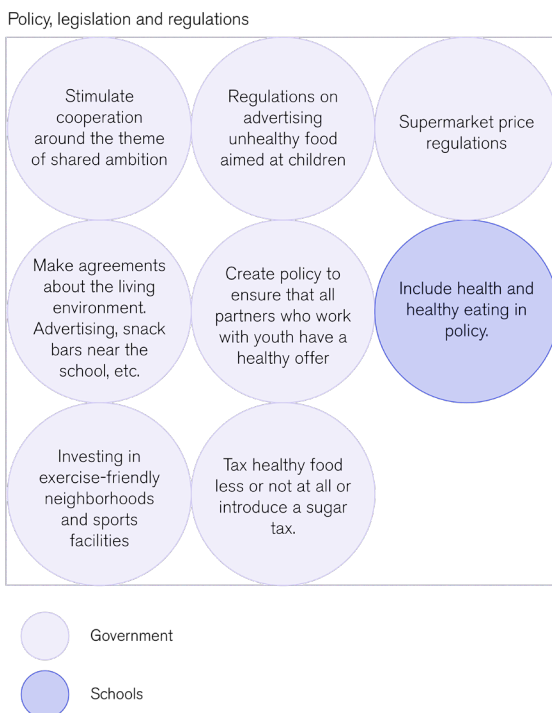 Policy, legislation and regulations
Stimulate
cooperation
around the theme
of shared ambition
Regulations on
advertising
unhealthy food
aimed at children
Supermarket price
regulations
Make agreements
about the living
environment.
Advertising, snack
bars near the
school, etc.
Create policy to
ensure that all
partners who work
with youth have a
healthy offer
Include health and
healthy eating in
policy.
Investing in
exercise-friendly
neighborhoods
and sports
facilities
Tax healthy food
less or not at all or
introduce a sugar
tax.
Government
Schools